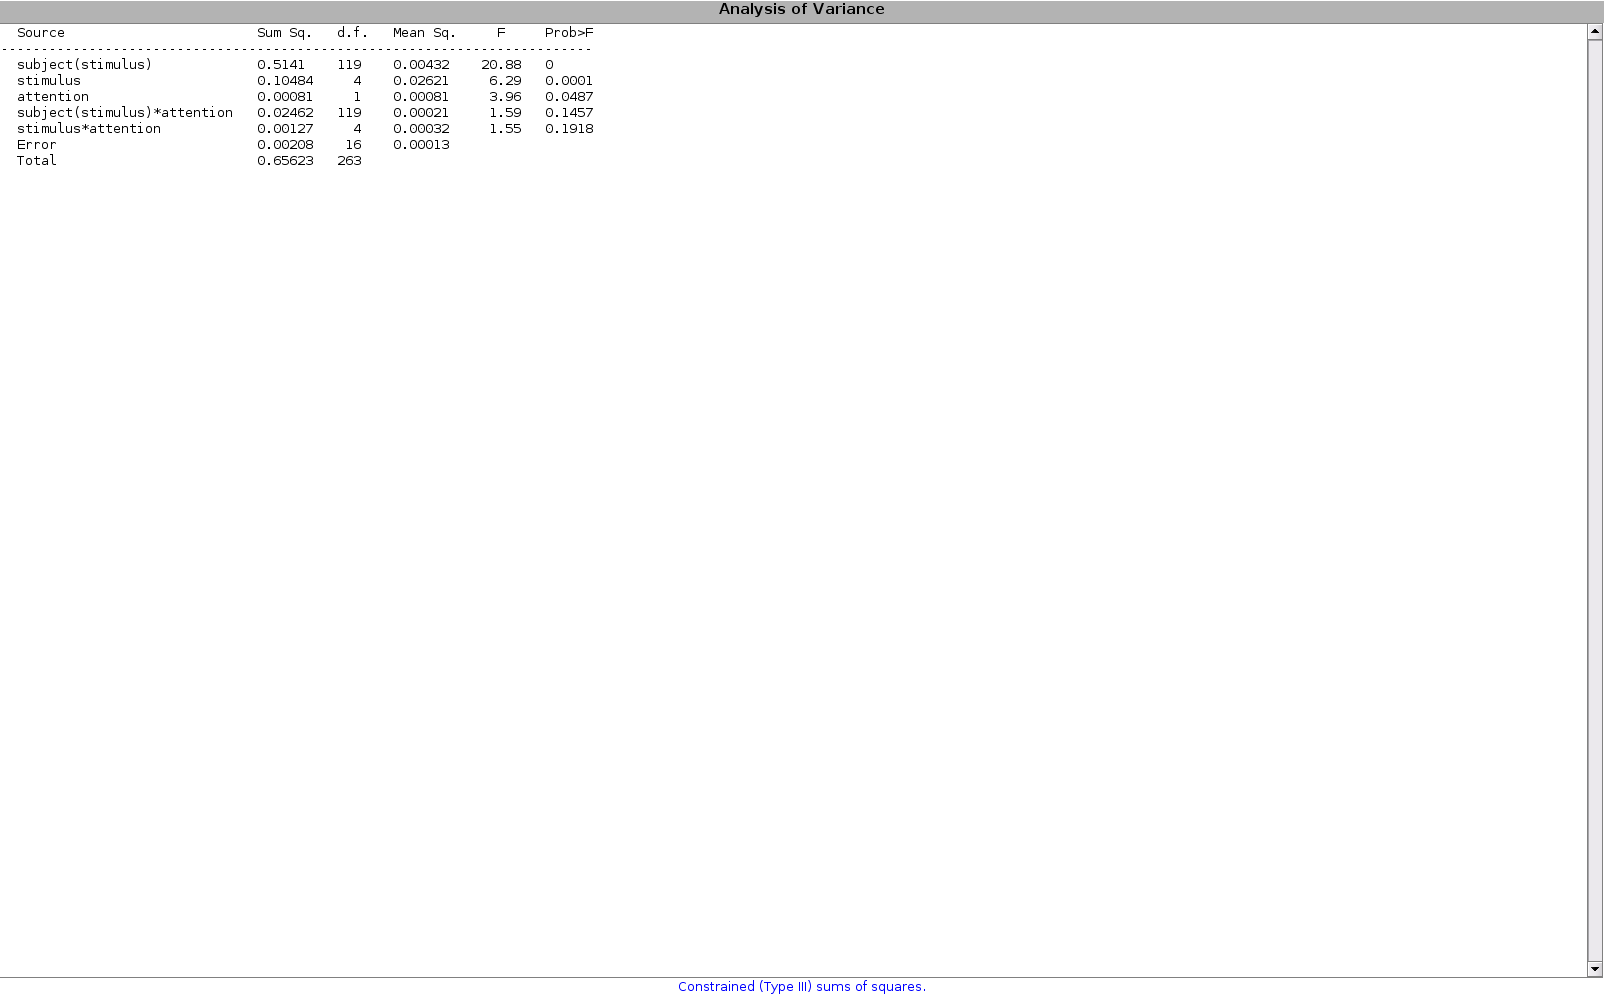 Analysis of Variance
Source Sum Sq. d.f. Mean Sq. F Prob>F
--------------------------------------------------------------------------
subject(stimulus) 0.5141 119 0.00432 20.88 0
stimulus 0.10484 4 0.02621 6.29 0.0001
attention 0.00081 1 0.00081 3.96 0.0487
subject(stimulus)*attention 0.02462 119 0.00021 1.59 0.1457
stimulus*attention 0.00127 4 0.00032 1.55 0.1918
Error 0.00208 16 0.00013
Total 0.65623 263
Constrained (Type III) sums of squares.